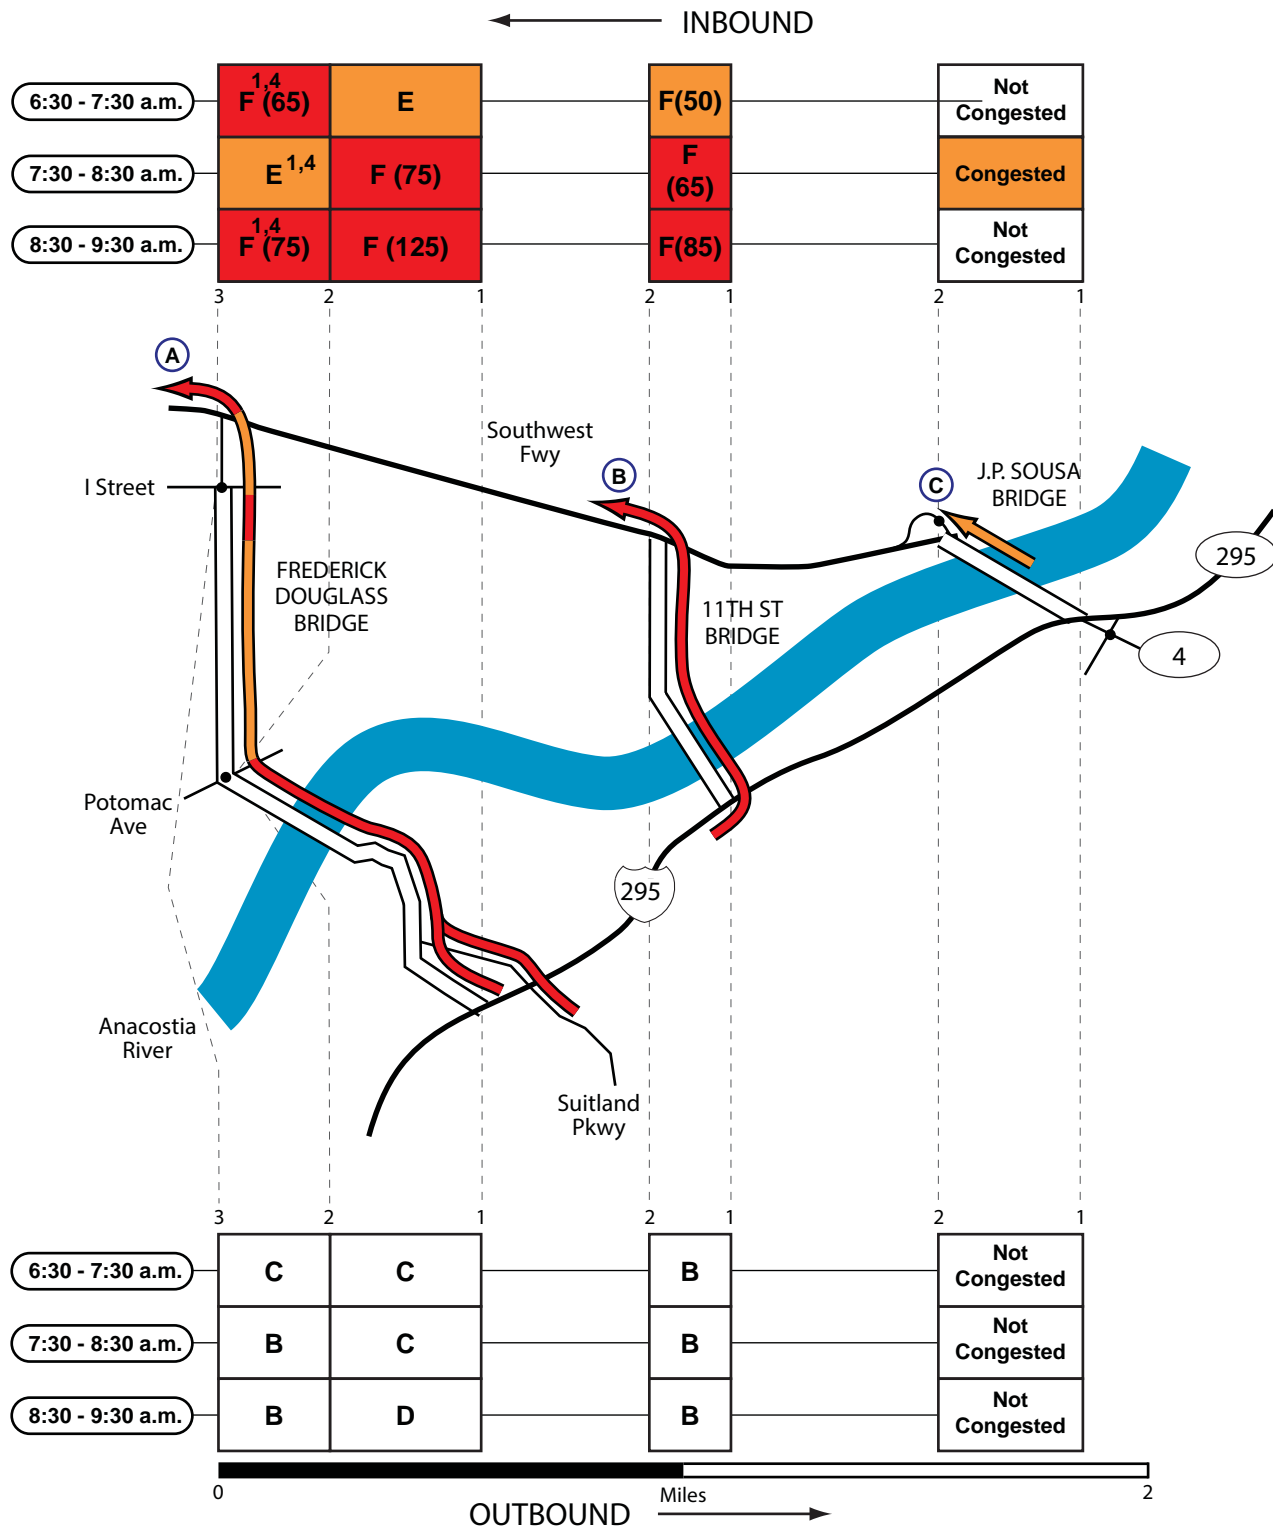 INBOUND
6:30 - 7:30 a.m.
1,4
F (65)
E
F(50)
Not
Congested
7:30 - 8:30 a.m.
E 1,4
F (75)
F
(65)
Congested
8:30 - 9:30 a.m.
1,4
F (75)
F (125)
F(85)
Not
Congested
3 2 1 2 1 2 1
A
Southwest
Fwy
B
C
J.P. SOUSA
BRIDGE
I Street
295
FREDERICK
DOUGLASS
BRIDGE
11TH ST
BRIDGE
4
Potomac
Ave
295
Anacostia
River
Suitland
Pkwy
3 2 1 2 1 2 1
6:30 - 7:30 a.m.
C
C
B
Not
Congested
7:30 - 8:30 a.m.
B
C
B
Not
Congested
8:30 - 9:30 a.m.
B
D
B
Not
Congested
0 Miles 2
OUTBOUND